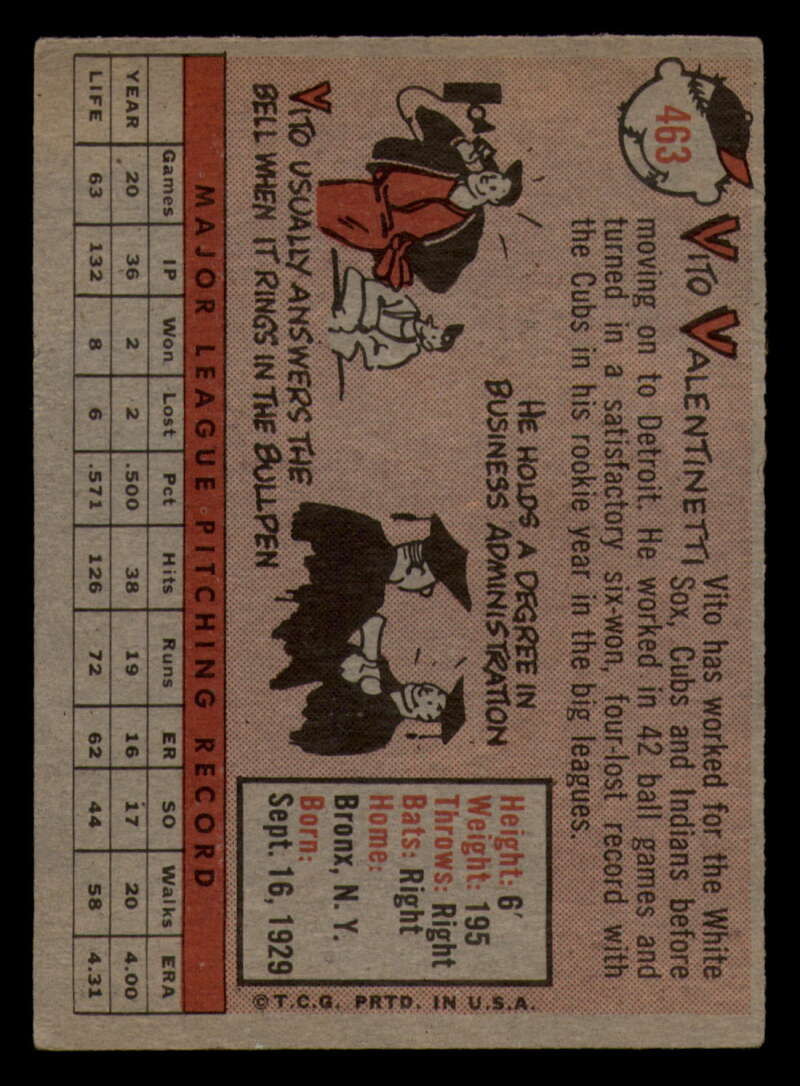 463
VITO VALENTINETTI
Vito has worked for the White
Sox, Cubs and Indians before
moving on to Detroit. He worked in 42 ball games and
turned in a satisfactory six-won, four-lost record with
the Cubs in his rookie year in the big leagues.
HE HOLDS A DEGREE IN
BUSINESS ADMINISTRATION
VITO USUALLY ANSWERS THE
BELL WHEN IT RINGS IN THE BULLPEN
Height: 6'
Weight: 195
Throws: Right
Bats: Right
Home:
Bronx, N. Y.
Born:
Sept. 16, 1929
MAJOR LEAGUE PITCHING RECORD
Games IP Won Lost Pct Hits Runs ER SO Walks ERA
YEAR 20 36 2 2 .500 38 19 16 17 20 4.00
LIFE 63 132 8 6 .571 126 72 62 44 58 4.31
©T.C.G. PRTD. IN U.S.A.